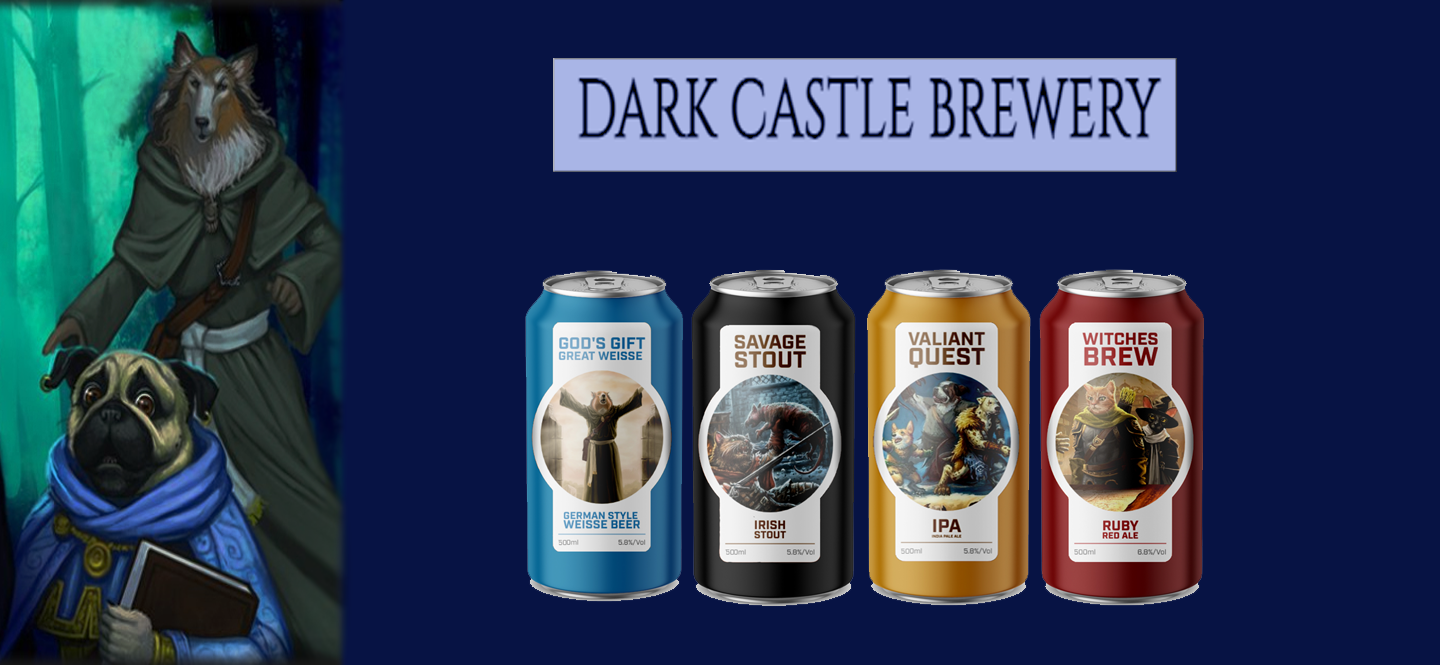 DARK CASTLE BREWERY
GOD'S GIFT
GREAT WEISSE
GERMAN STYLE
WEISSE BEER
500ml 5.8%/Vol
SAVAGE
STOUT
IRISH
STOUT
500ml 5.8%/Vol
VALIANT
QUEST
IPA
INDIA PALE ALE
500ml 5.8%/Vol
WITCHES
BREW
RUBY
RED ALE
500ml 6.8%/Vol